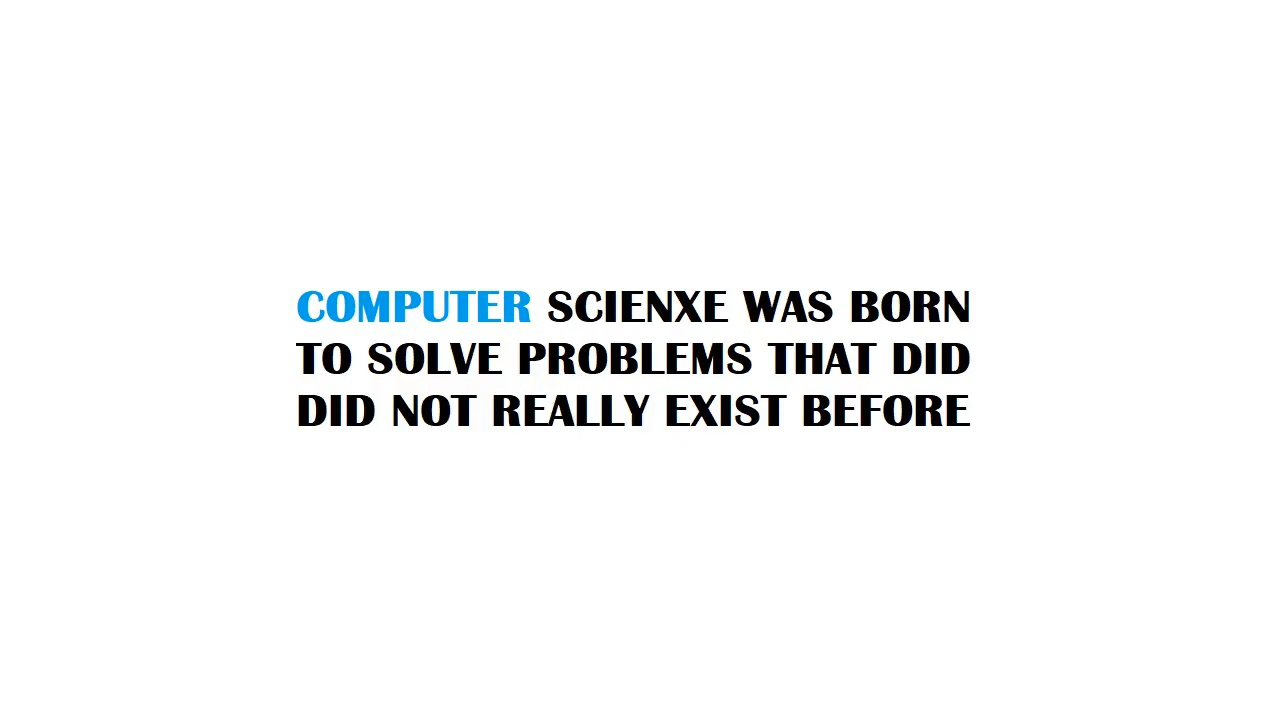 COMPUTER SCIENXE WAS BORN
TO SOLVE PROBLEMS THAT DID
DID NOT REALLY EXIST BEFORE